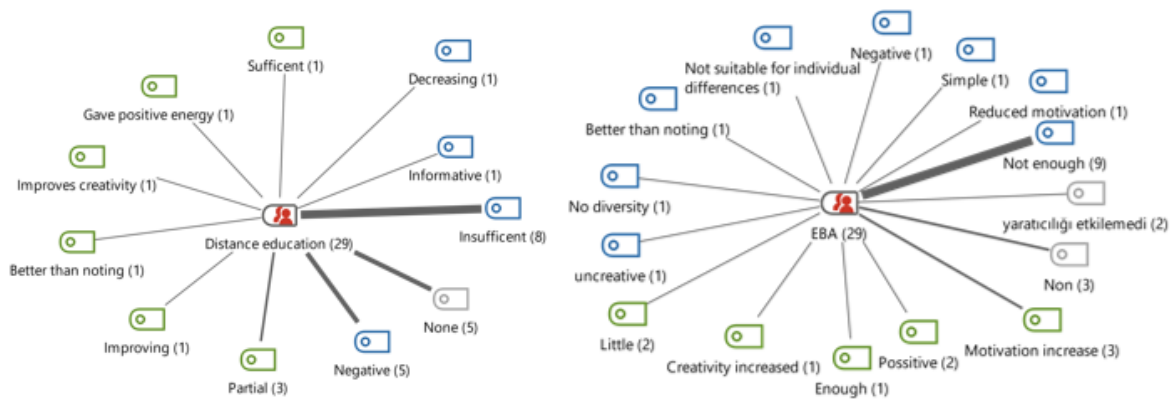 Sufficent (1)
Decreasing (1)
Gave positive energy (1)
Informative (1)
Improves creativity (1)
Insufficent (8)
Distance education (29)
Better than noting (1)
None (5)
Improving (1)
Negative (5)
Partial (3)
Negative (1)
Not suitable for individual
differences (1)
Simple (1)
Reduced motivation (1)
Better than noting (1)
Not enough (9)
No diversity (1)
yaratıcılığı etkilemedi (2)
EBA (29)
uncreative (1)
Non (3)
Little (2)
Motivation increase (3)
Creativity increased (1)
Possitive (2)
Enough (1)